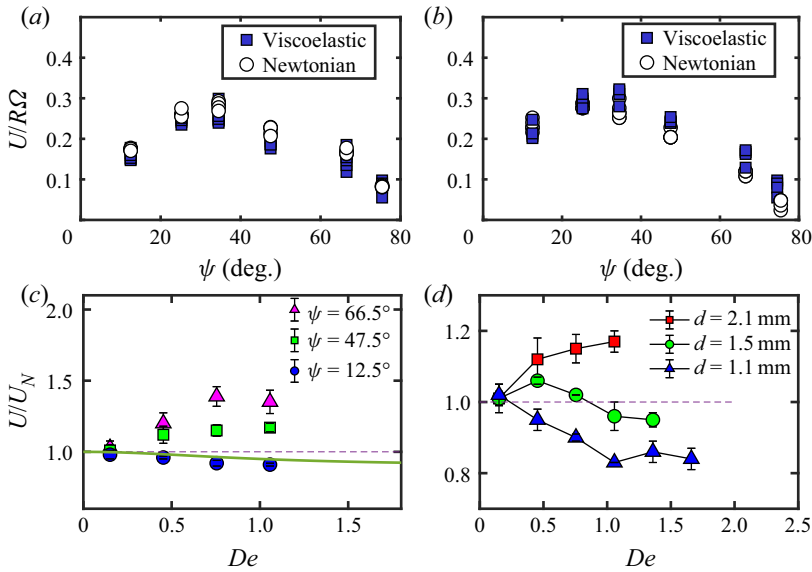 (a)
Viscoelastic
Newtonian
U/RΩ
0.4
0.3
0.2
0.1
0 20 40 60 80
ψ (deg.)
(b)
Viscoelastic
Newtonian
0.4
0.3
0.2
0.1
0 20 40 60 80
ψ (deg.)
(c)
ψ = 66.5°
ψ = 47.5°
ψ = 12.5°
U/U_N
2.0
1.5
1.0
0 0.5 1.0 1.5
De
(d)
d = 2.1 mm
d = 1.5 mm
d = 1.1 mm
1.2
1.0
0.8
0 0.5 1.0 1.5 2.0 2.5
De